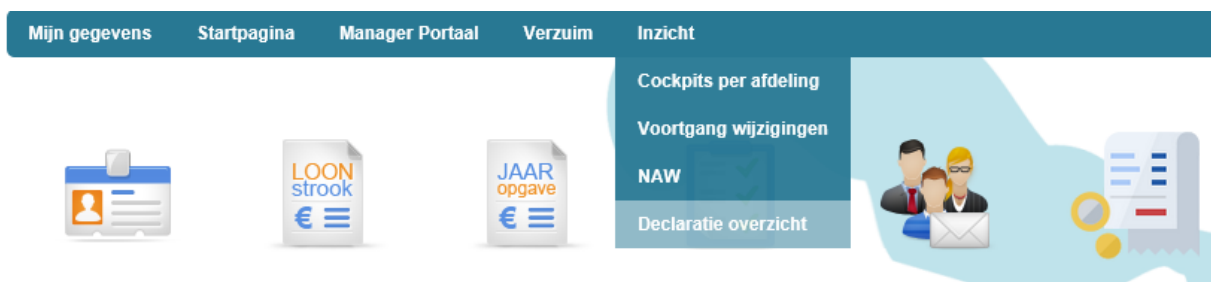 Mijn gegevens Startpagina Manager Portaal Verzuim Inzicht
Cockpits per afdeling
Voortgang wijzigingen
NAW
Declaratie overzicht
LOON
strook
€
JAAR
opgave
€